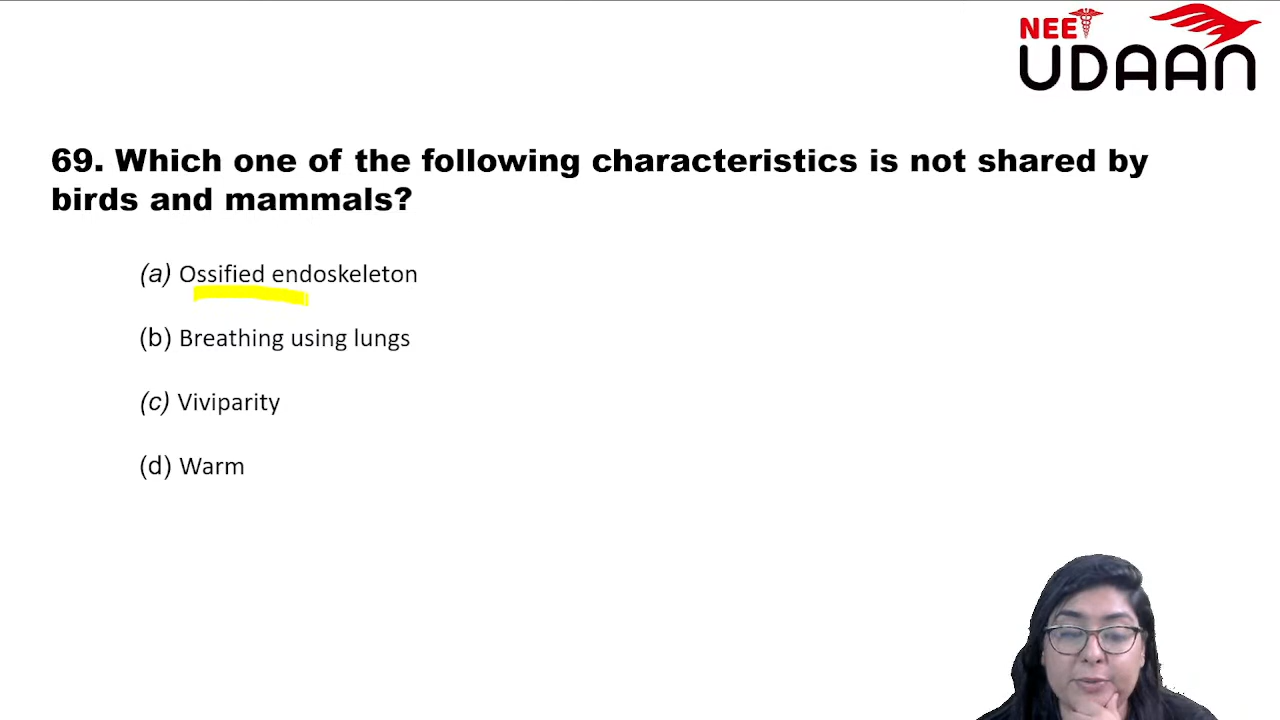 NEET
UDAAN
69. Which one of the following characteristics is not shared by
birds and mammals?
(a) Ossified endoskeleton
(b) Breathing using lungs
(c) Viviparity
(d) Warm